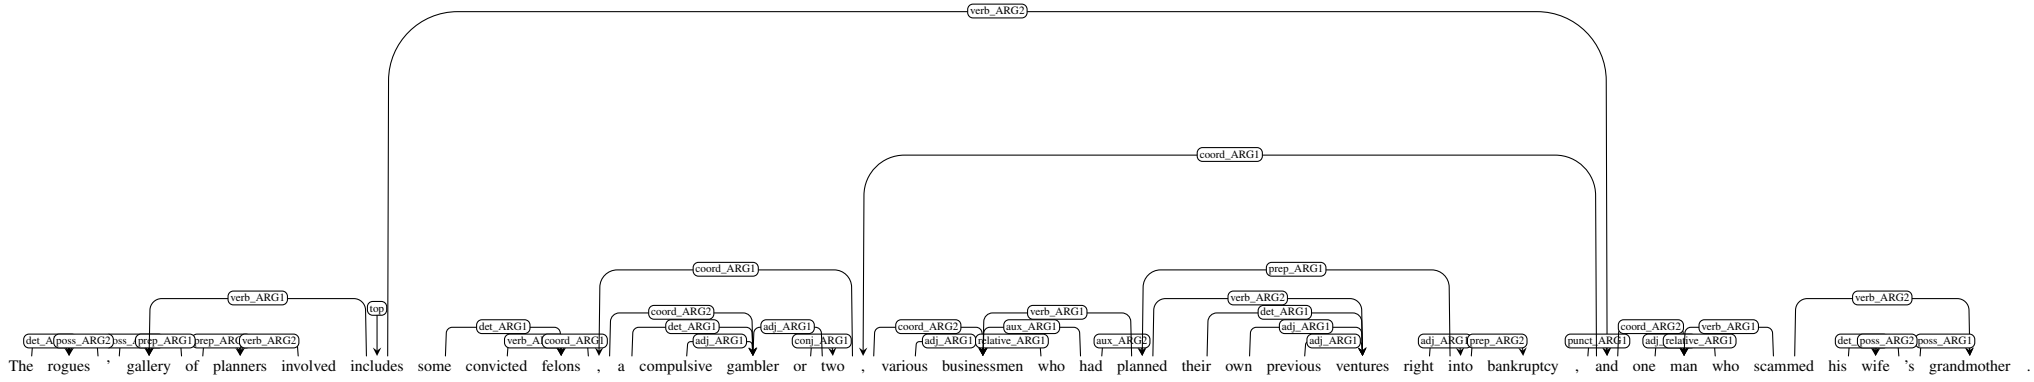 verb_ARG2
coord_ARG1
coord_ARG1 prep_ARG1
verb_ARG1 verb_ARG2
top
coord_ARG2 verb_ARG1 det_ARG1
det_ARG1 det_ARG1 adj_ARG1 coord_ARG2 aux_ARG1 adj_ARG1 coord_ARG2 verb_ARG1
poss_ARG2 prep_ARG1 verb_ARG2 coord_ARG1 adj_ARG1 conj_ARG1 adj_ARG1 relative_ARG1 aux_ARG2 adj_ARG1 adj_ARG1 prep_ARG2 punct_ARG1 relative_ARG1 poss_ARG2 poss_ARG1
The rogues ' gallery of planners involved includes some convicted felons , a compulsive gambler or two , various businessmen who had planned their own previous ventures right into bankruptcy , and one man who scammed his wife 's grandmother .